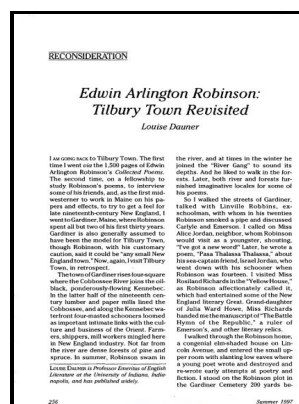 RECONSIDERATION
Edwin Arlington Robinson:
Tilbury Town Revisited
Louise Dauner
I AM GOING BACK to Tilbury Town. The first
time I went via the 1,500 pages of Edwin
Arlington Robinson's Collected Poems.
The second time, on a fellowship to
study Robinson's poems, to interview
some of his friends, and, as the first mid-
westerner to work in Maine on his pa-
pers and effects, to try to get a feel for
late nineteenth-century New England, I
went to Gardner, Maine, where Robinson
spent all but two of his first thirty years.
Gardiner is also generally assumed to
have been the model for Tilbury Town,
though Robinson, with his customary
caution, said it could be "any small New
England town." Now, again, I visit Tilbury
Town, in retrospect.
The town of Gardiner rises four-square
where the Cobbossee River joins the oil-
black, ponderously-flowing Kennebec.
In the latter half of the nineteenth cen-
tury lumber and paper mills lined the
Cobbossee, and along the Kennebec wa-
terfront four-masted schooners loomed
as important intimate links with the cul-
ture and business of the Orient. Farm-
ers, shippers, mill workers mingled here
in New England industry. Not far from
the river are dense forests of pine and
spruce. In summer, Robinson swam in
LOUISE DAUNER is Professor Emeritus of English
Literature at the University of Indiana, Indie-
napolis, and has published widely.
the river, and at times in the winter he
joined the "River Gang" to sound its
depths. And he liked to walk in the for-
ests. Later, both river and forests fur-
nished imaginative locales for some of
his poems.
So I walked the streets of Gardiner,
talked with Linville Robbins, ex-
schoolman, with whom in his twenties
Robinson smoked a pipe and discussed
Carlyle and Emerson. I called on Miss
Alice Jordan, neighbor, whom Robinson
would visit as a youngster, shouting,
"I've got a new word". Later, he wrote a
poem, "Pasa Thalassa Thalassa," about
his sea-captain friend, Israel Jordan, who
went down with his schooner when
Robinson was fourteen. I visited Mrs
Rosiland Richards in the "Yellow House,"
as Robinson affectionately called it,
which had entertained some of the New
England literary Great. Granddaughter
of Julia Ward Howe, Miss Richards
handed me the manuscript of "The Battle
Hymn of the Republic," a ruler of
Emerson's, and other literary relics.
I walked through the Robinson home,
a congenial elm-shaded house on Lin-
coln Avenue, and entered the small up-
per room with slanting low eaves where
a young poet wrote and destroyed and
re-wrote early attempts at poetry and
fiction. I stood on the Robinson plot in
the Gardiner Cemetery 200 yards be-
256
Summer 1997